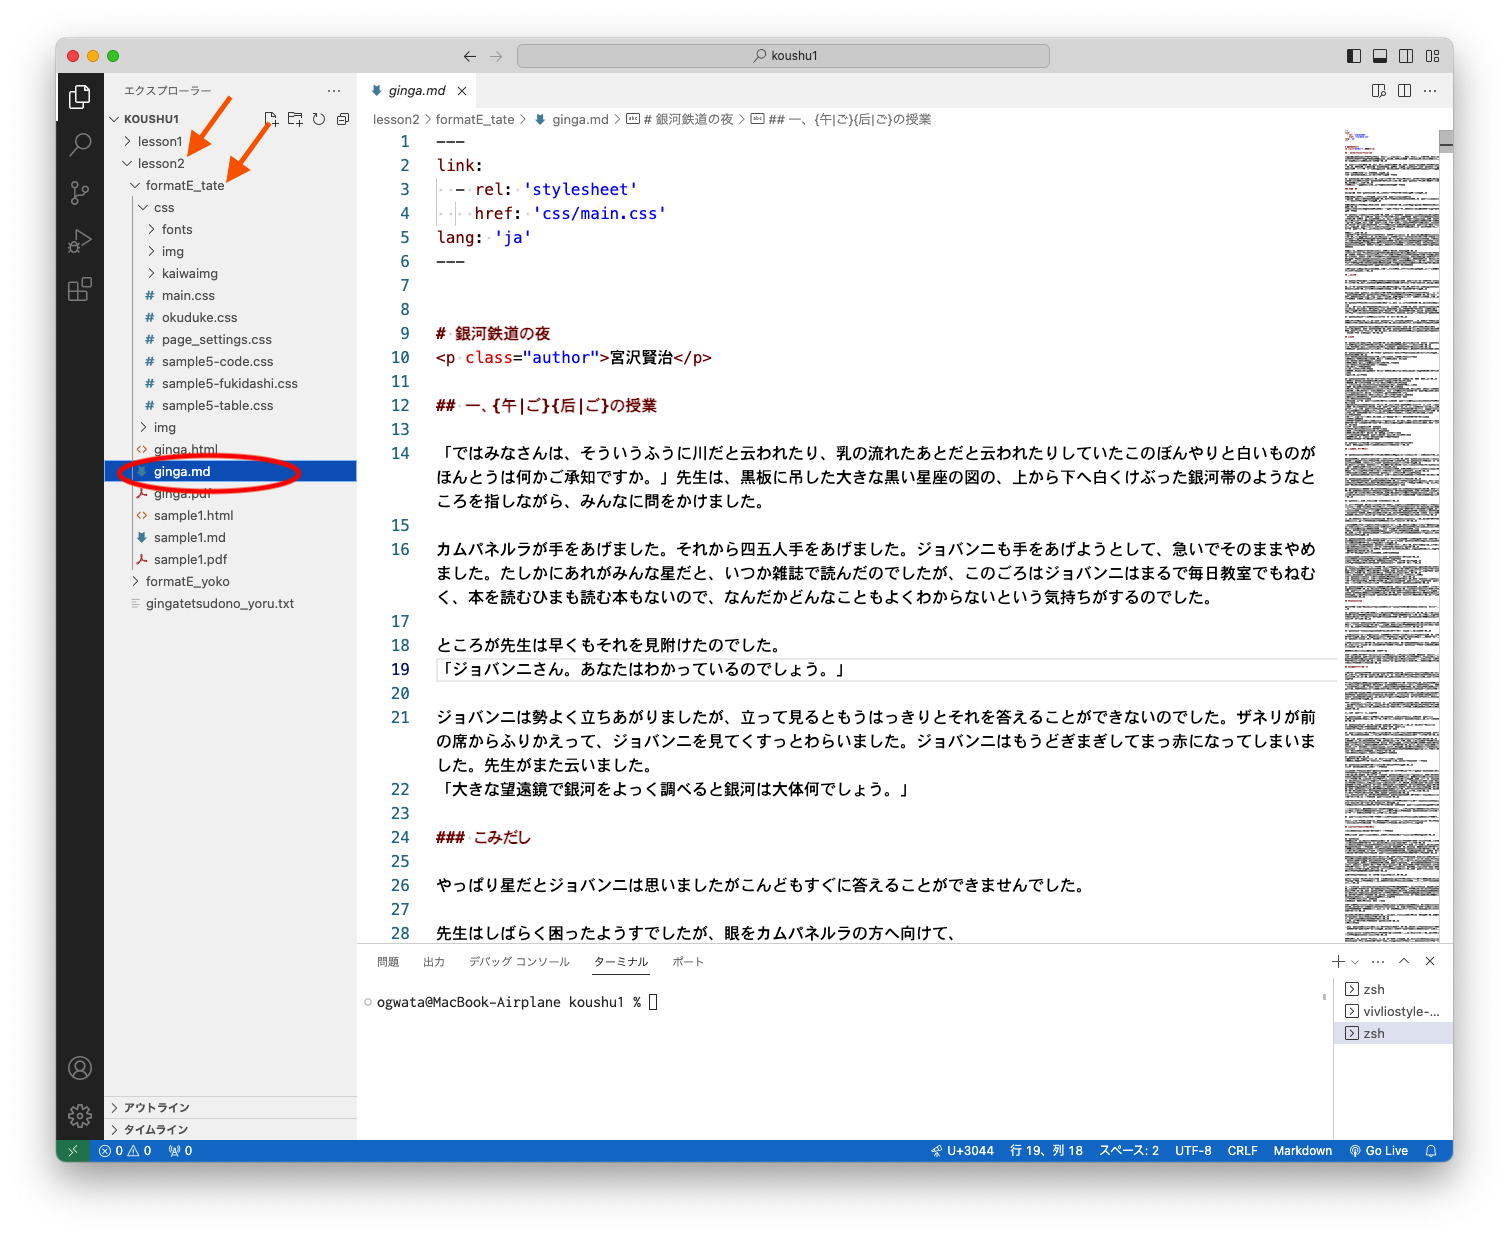 koushu1
エクスプローラー
KOUSHU1
lesson1
lesson2
formatE_tate
css
fonts
img
kaiwaimg
# main.css
# okuduke.css
# page_settings.css
# sample5-code.css
# sample5-fukidashi.css
# sample5-table.css
img
ginga.html
ginga.md
ginga.pdf
sample1.html
sample1.md
sample1.pdf
formatE_yoko
gingatetsudono_yoru.txt
アウトライン
タイムライン
ginga.md
lesson2 > formatE_tate > ginga.md > # 銀河鉄道の夜 > ## 一、{午|ご}{后|ご}の授業
1 ---
2 link:
3 - rel: 'stylesheet'
4 href: 'css/main.css'
5 lang: 'ja'
6 ---
7
8
9 # 銀河鉄道の夜
10 <p class="author">宮沢賢治</p>
11
12 ## 一、{午|ご}{后|ご}の授業
13
14 「ではみなさんは、そういうふうに川だと云われたり、乳の流れたあとだと云われたりしていたこのぼんやりと白いものが
ほんとうは何かご承知ですか。」先生は、黒板に吊した大きな黒い星座の図の、上から下へ白くけぶった銀河帯のようなと
ころを指しながら、みんなに問をかけました。
15
16 カムパネルラが手をあげました。それから四五人手をあげました。ジョバンニも手をあげようとして、急いでそのままやめ
ました。たしかにあれがみんな星だと、いつか雑誌で読んだのでしたが、このごろはジョバンニはまるで毎日教室でもねむ
く、本を読むひまも読む本もないので、なんだかどんなこともよくわからないという気持ちがするのでした。
17
18 ところが先生は早くもそれを見附けたのでした。
19 「ジョバンニさん。あなたはわかっているのでしょう。」
20
21 ジョバンニは勢よく立ちあがりましたが、立って見るともうはっきりとそれを答えることができないのでした。ザネリが前
の席からふりかえって、ジョバンニを見てくすっとわらいました。ジョバンニはもうどぎまぎしてまっ赤になってしまいま
した。先生がまた云いました。
22 「大きな望遠鏡で銀河をよっく調べると銀河は大体何でしょう。」
23
24 ### こみだし
25
26 やっぱり星だとジョバンニは思いましたがこんどもすぐに答えることができませんでした。
27
28 先生はしばらく困ったようすでしたが、眼をカムパネルラの方へ向けて、
問題 出力 デバッグ コンソール ターミナル ポート
ogwata@MacBook-Airplane koushu1 %
zsh
vivliostyle-...
zsh
0 0 0 U+3044 行 19、列 18 スペース: 2 UTF-8 CRLF Markdown Go Live